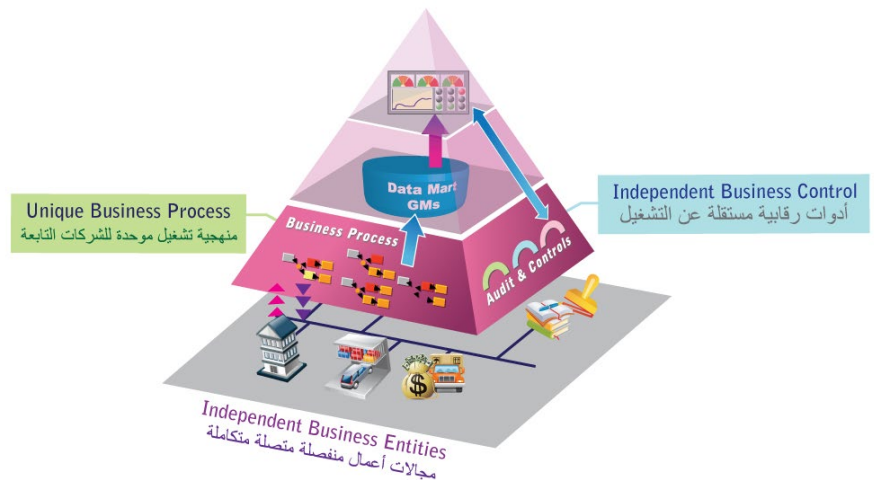 Data Mart
GMs
Unique Business Process
منهجية تشغيل موحدة للشركات التابعة
Business Process
Independent Business Control
أدوات رقابية مستقلة عن التشغيل
Audit & Controls
$
Independent Business Entities
مجالات أعمال منفصلة متصلة متكاملة